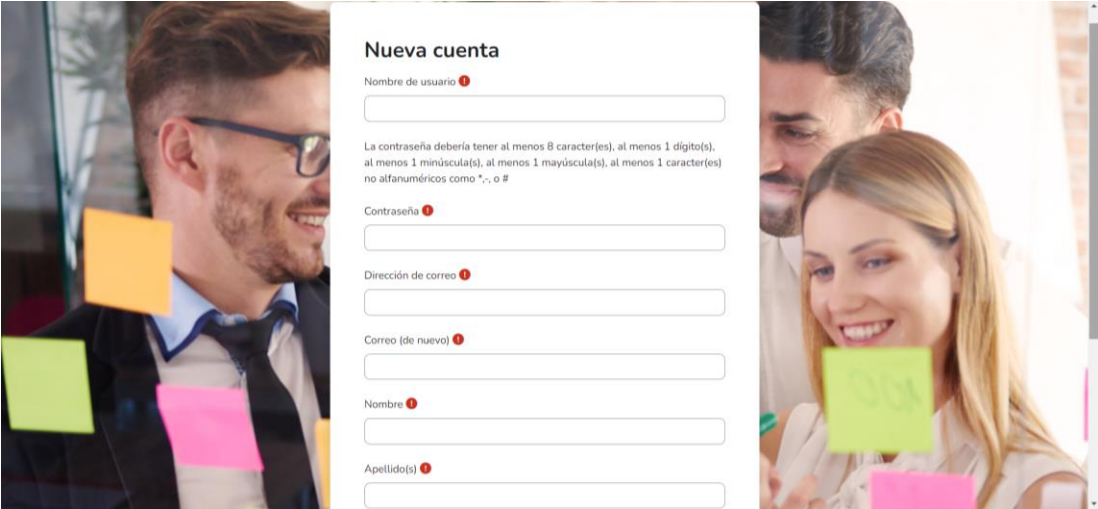 Nueva cuenta
Nombre de usuario
La contraseña debería tener al menos 8 caracter(es), al menos 1 dígito(s),
al menos 1 minúscula(s), al menos 1 mayúscula(s), al menos 1 caracter(es)
no alfanuméricos como *,-, o #
Contraseña
Dirección de correo
Correo (de nuevo)
Nombre
Apellido(s)